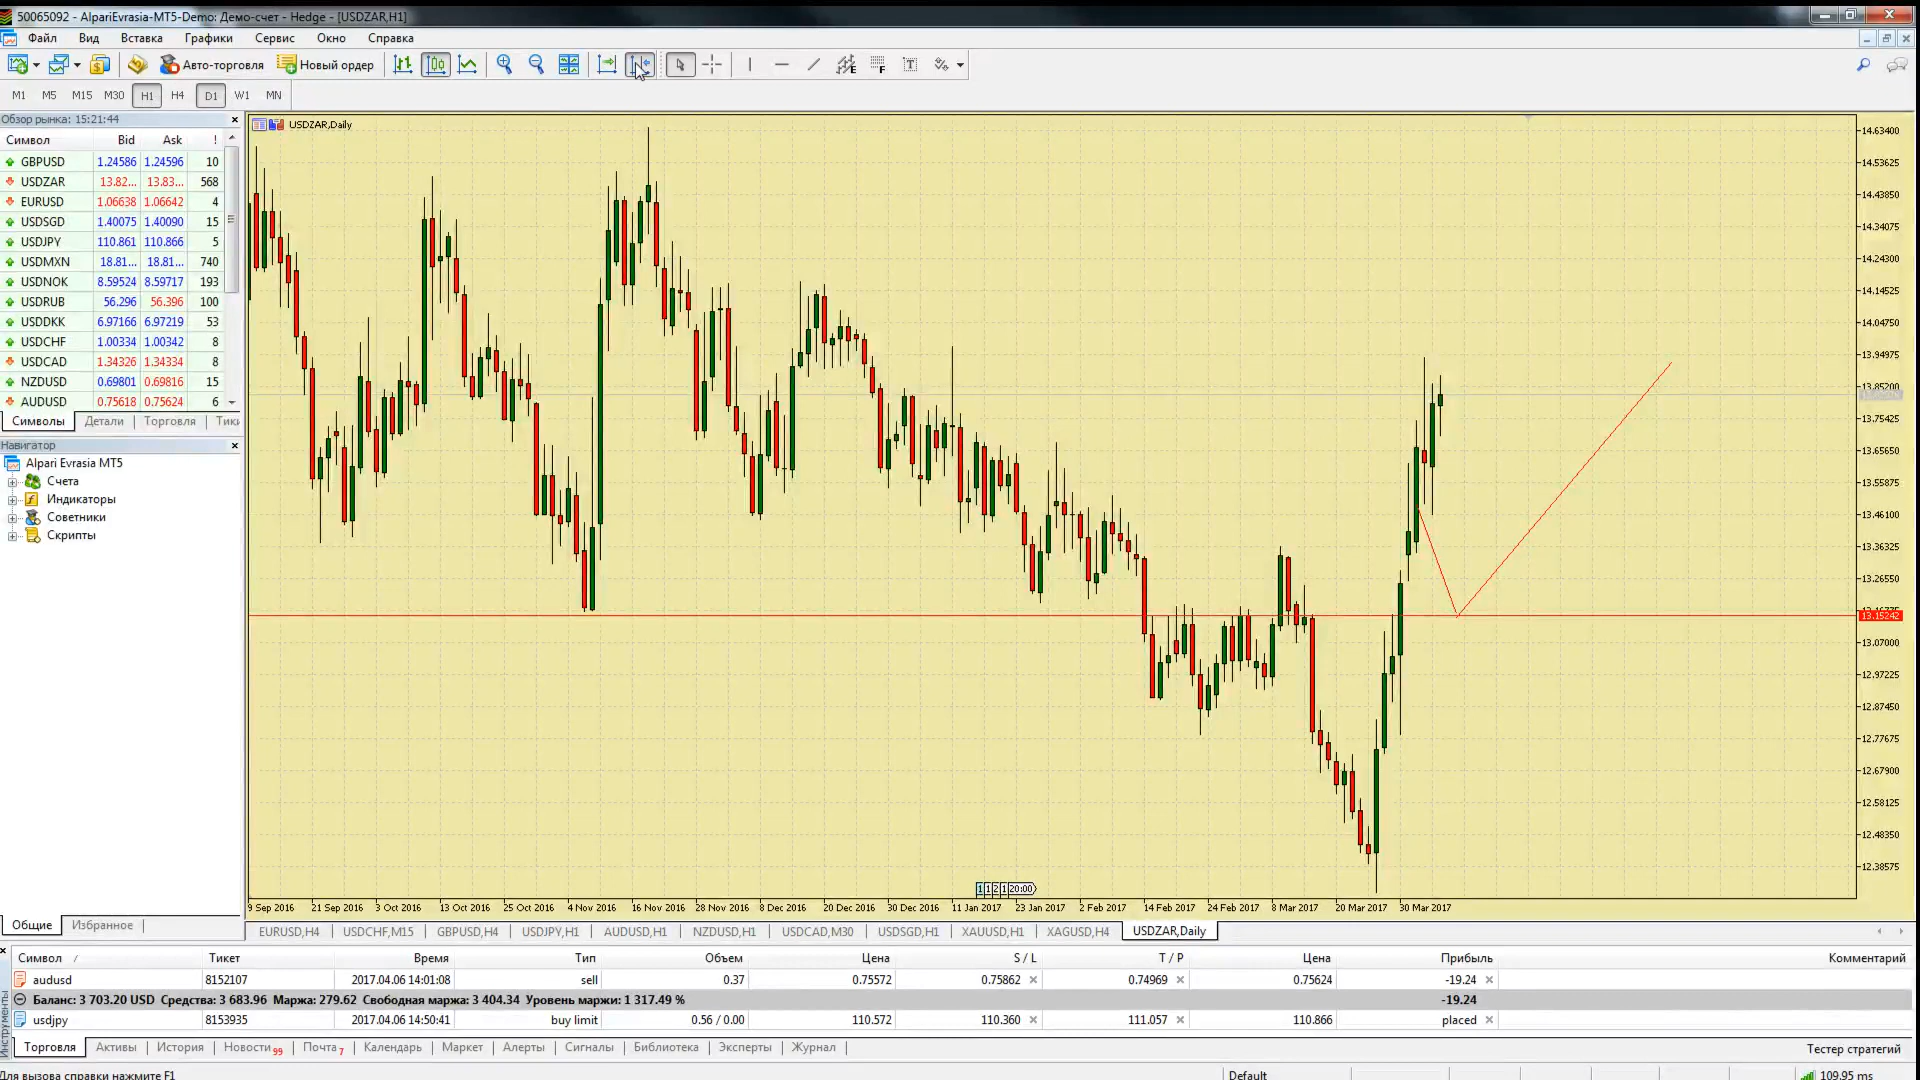 50065092 - AlpariEvrasia-MT5-Demo: Демо-счет - Hedge - [USDZAR,H1]
Файл Вид Вставка Графики Сервис Окно Справка
Авто-торговля Новый ордер
M1 M5 M15 M30 H1 H4 D1 W1 MN
Обзор рынка: 15:21:44
Символ Bid Ask !
GBPUSD 1.24586 1.24596 10
USDZAR 13.82... 13.83... 568
EURUSD 1.06638 1.06642 4
USDSGD 1.40075 1.40090 15
USDJPY 110.861 110.866 5
USDMXN 18.81... 18.81... 740
USDNOK 8.59524 8.59717 193
USDRUB 56.296 56.396 100
USDDKK 6.97166 6.97219 53
USDCHF 1.00334 1.00342 8
USDCAD 1.34326 1.34334 8
NZDUSD 0.69801 0.69816 15
AUDUSD 0.75618 0.75624 6
Символы Детали Торговля Тики
Навигатор
Alpari Evrasia MT5
Счета
Индикаторы
Советники
Скрипты
Общие Избранное
USDZAR,Daily
14.63400
14.53625
14.43850
14.34075
14.24300
14.14525
14.04750
13.94975
13.85200
13.75425
13.65650
13.55875
13.46100
13.36325
13.26550
13.15242
13.07000
12.97225
12.87450
12.77675
12.67900
12.58125
12.48350
12.38575
1 1 2 1 20:00
9 Sep 2016 21 Sep 2016 3 Oct 2016 13 Oct 2016 25 Oct 2016 4 Nov 2016 16 Nov 2016 28 Nov 2016 8 Dec 2016 20 Dec 2016 30 Dec 2016 11 Jan 2017 23 Jan 2017 2 Feb 2017 14 Feb 2017 24 Feb 2017 8 Mar 2017 20 Mar 2017 30 Mar 2017
EURUSD,H4 USDCHF,M15 GBPUSD,H4 USDJPY,H1 AUDUSD,H1 NZDUSD,H1 USDCAD,M30 USDSGD,H1 XAUUSD,H1 XAGUSD,H4 USDZAR,Daily
Символ / Тикет Время Тип Объем Цена S / L T / P Цена Прибыль Комментарий
audusd 8152107 2017.04.06 14:01:08 sell 0.37 0.75572 0.75862 0.74969 0.75624 -19.24
Баланс: 3 703.20 USD Средства: 3 683.96 Маржа: 279.62 Свободная маржа: 3 404.34 Уровень маржи: 1 317.49 % -19.24
usdjpy 8153935 2017.04.06 14:50:41 buy limit 0.56 / 0.00 110.572 110.360 111.057 110.866 placed
Инструменты
Торговля Активы История Новости 99 Почта 7 Календарь Маркет Алерты Сигналы Библиотека Эксперты Журнал Тестер стратегий
Для вызова справки нажмите F1 Default 109.95 ms